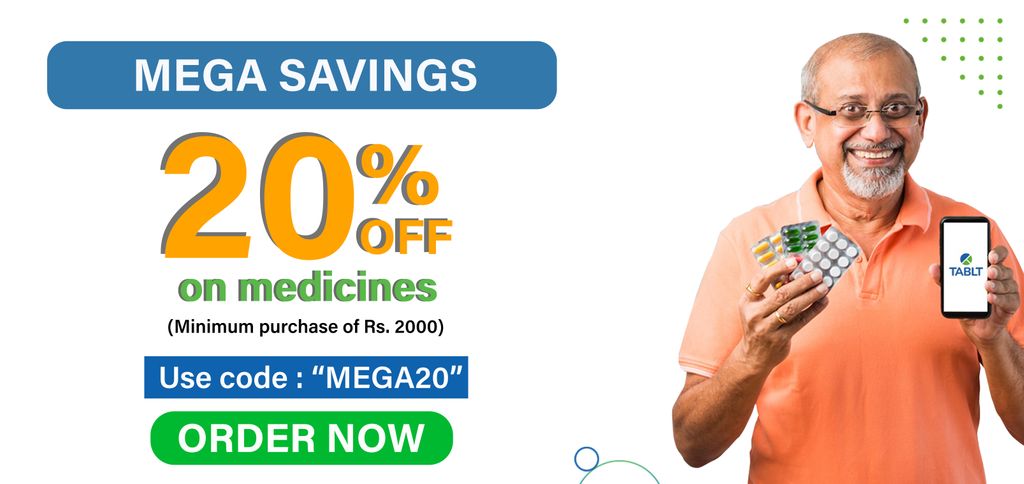 MEGA SAVINGS
20%
OFF
on medicines
(Minimum purchase of Rs. 2000)
Use code : “MEGA20”
ORDER NOW
TABLT